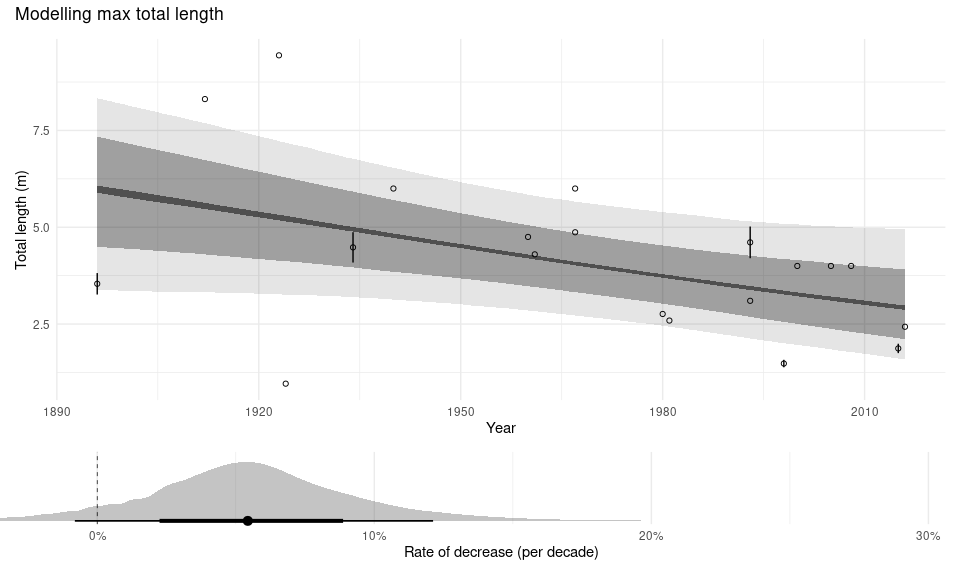 Modelling max total length
7.5
5.0
2.5
Total length (m)
1890 1920 1950 1980 2010
Year
0% 10% 20% 30%
Rate of decrease (per decade)